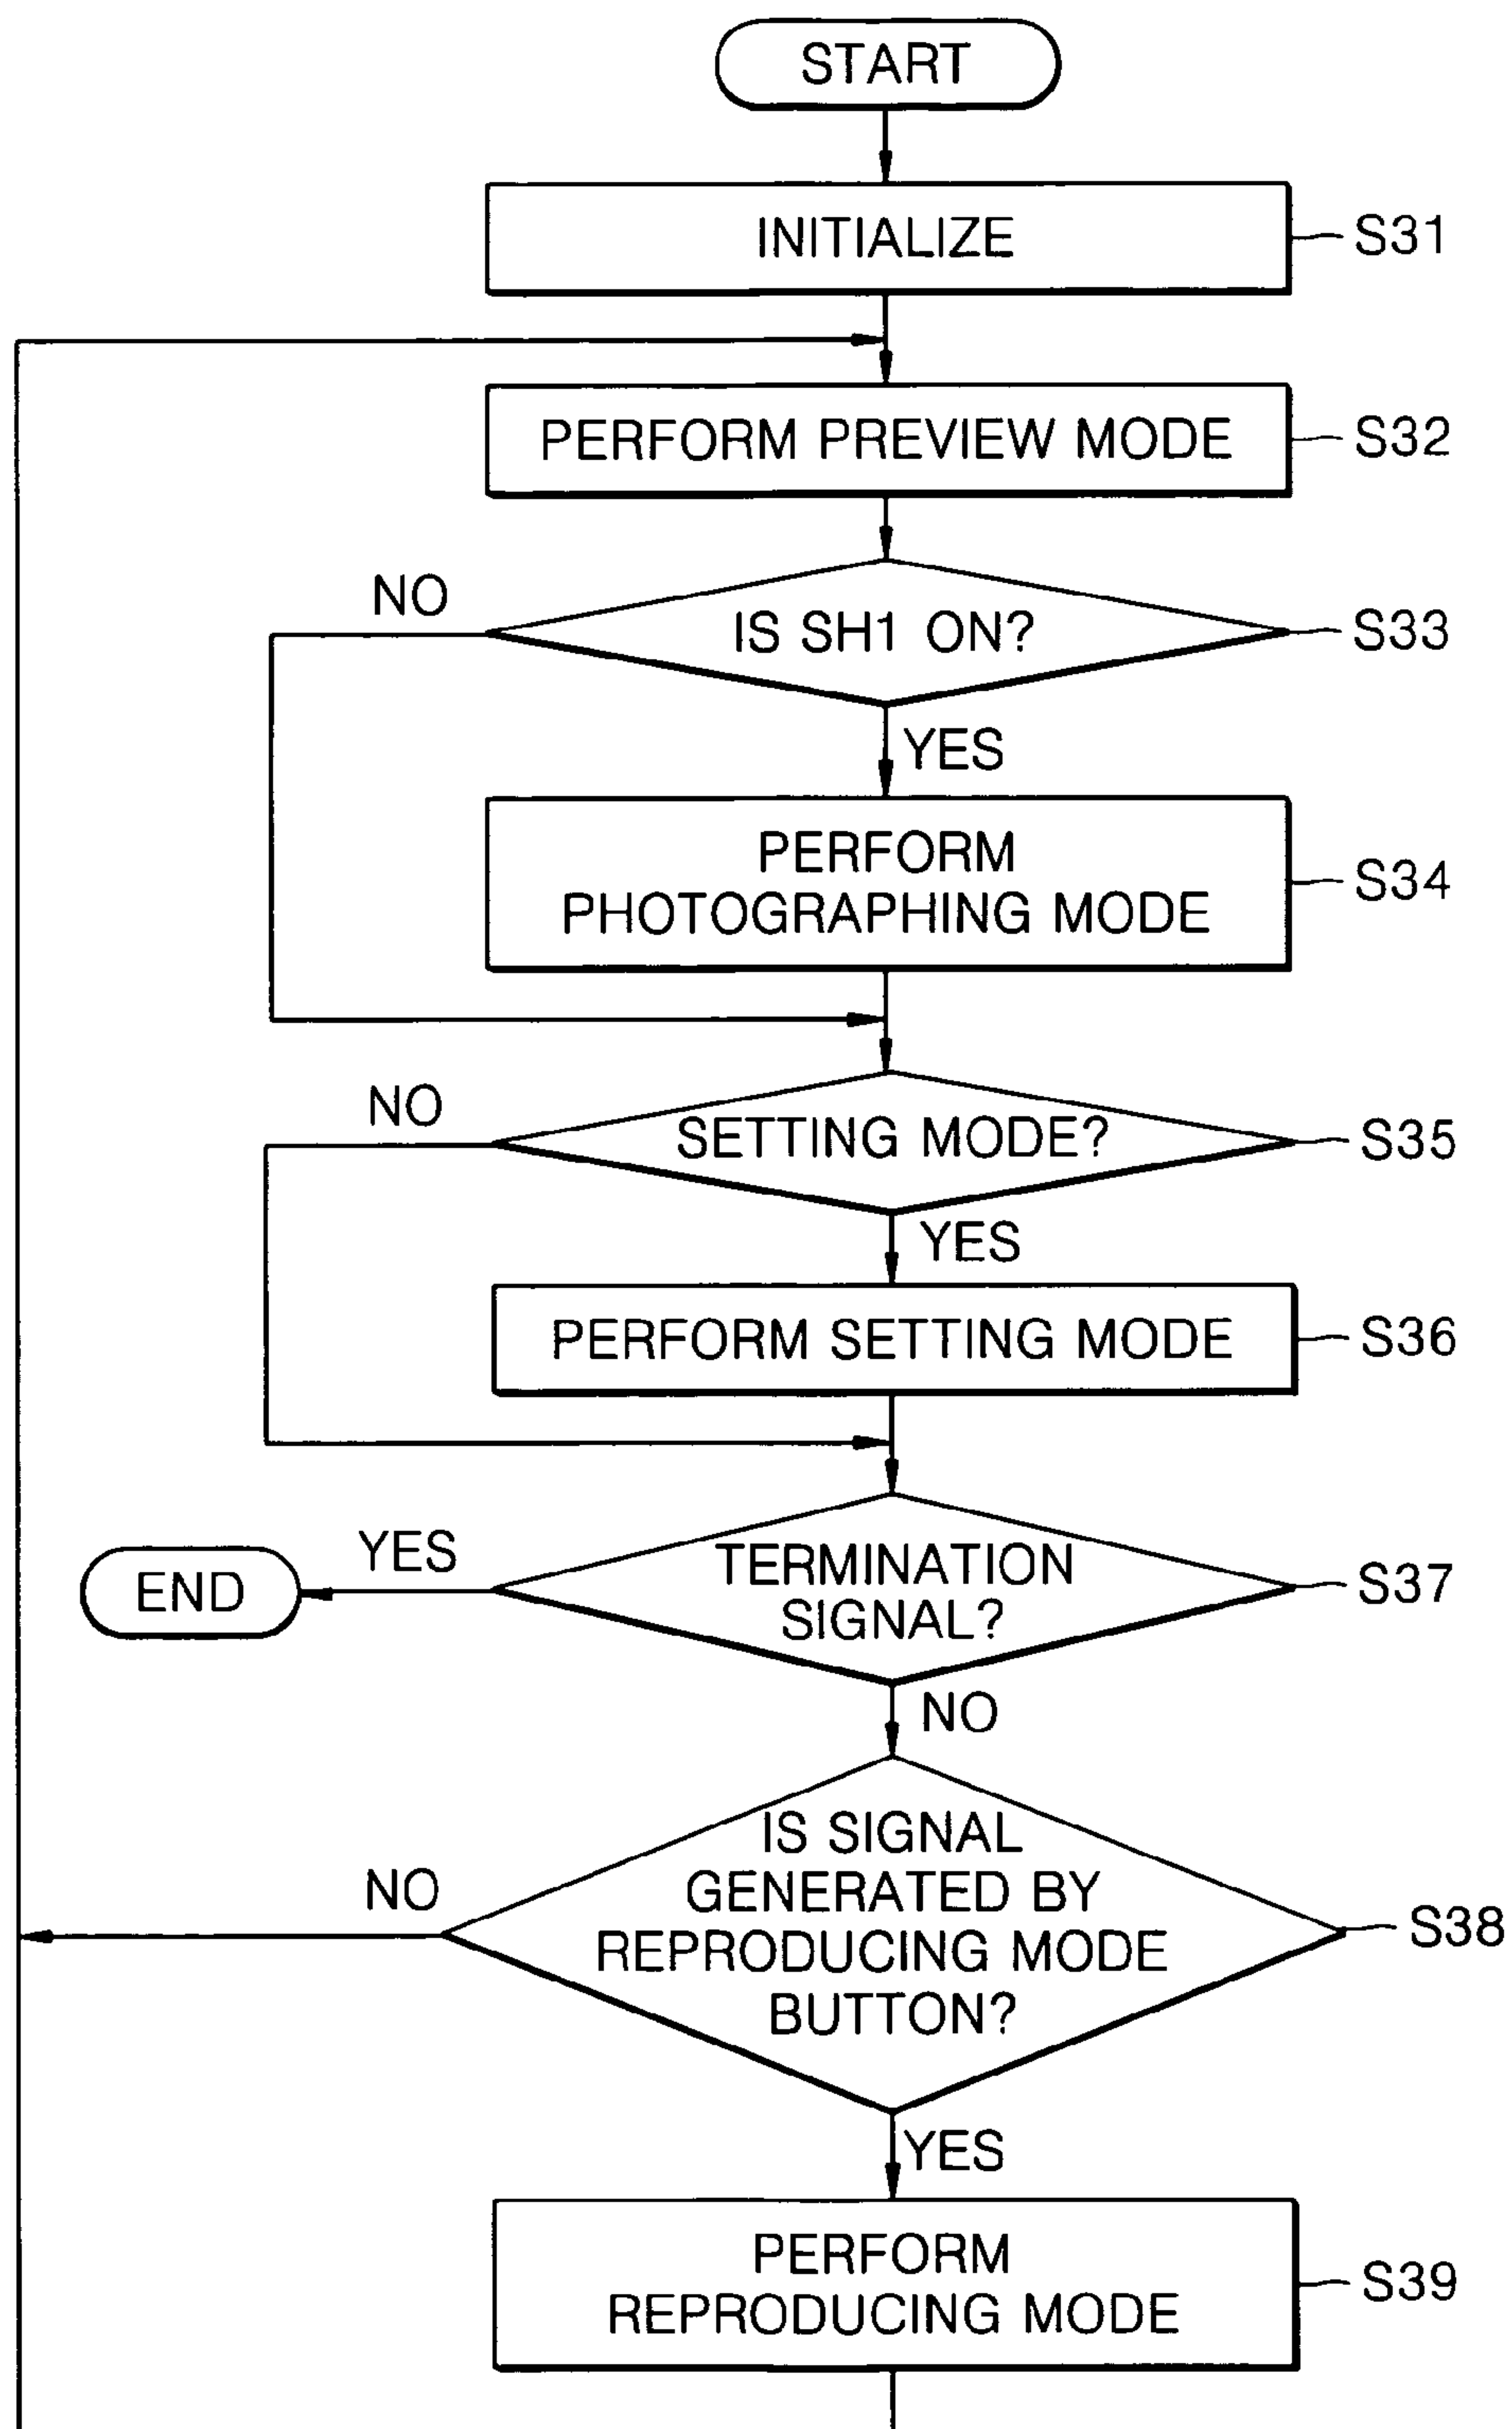 START
INITIALIZE
S31
PERFORM PREVIEW MODE
S32
NO
IS SH1 ON?
S33
YES
PERFORM
PHOTOGRAPHING MODE
S34
NO
SETTING MODE?
S35
YES
PERFORM SETTING MODE
S36
YES
END
TERMINATION
SIGNAL?
S37
NO
IS SIGNAL
GENERATED BY
REPRODUCING MODE
BUTTON?
NO
S38
YES
PERFORM
REPRODUCING MODE
S39